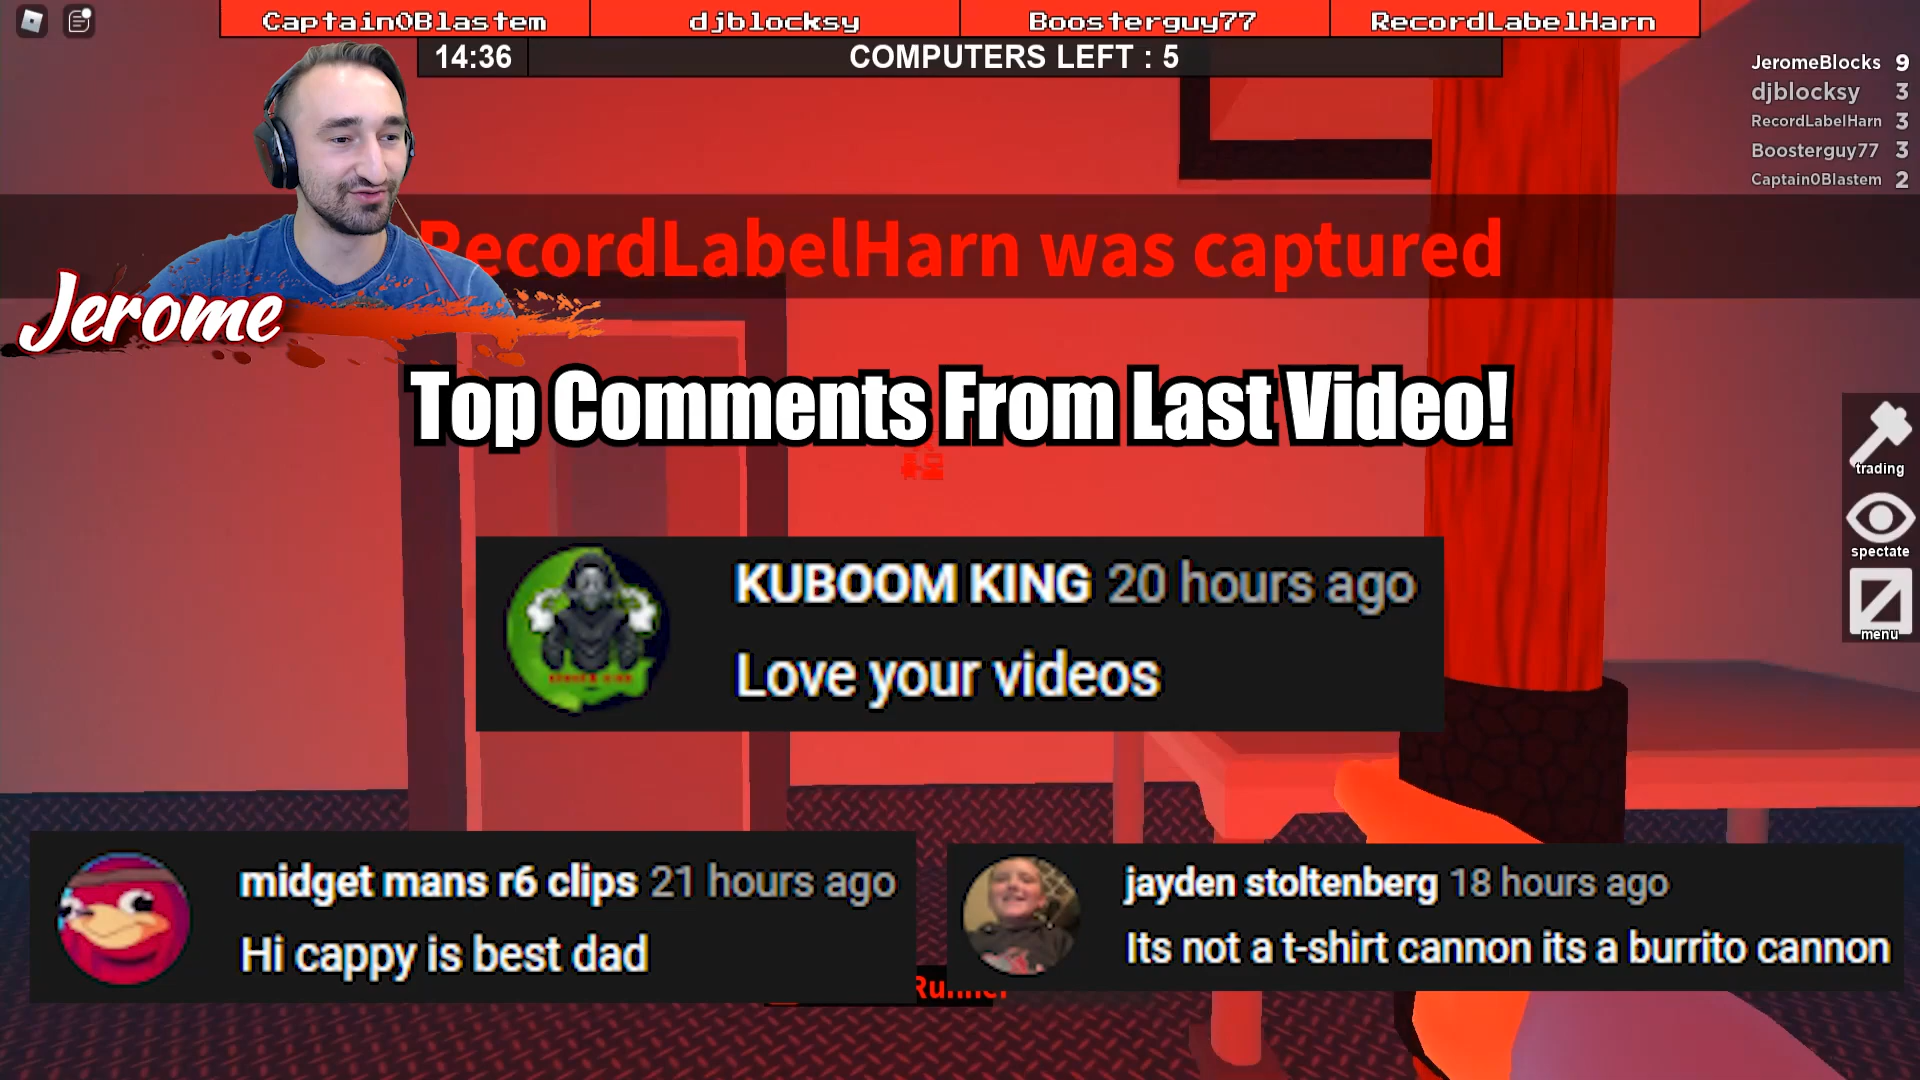 Captain0Blastem
djblocksy
Boosterguy77
RecordLabelHarn
14:36
COMPUTERS LEFT : 5
JeromeBlocks 9
djblocksy 3
RecordLabelHarn 3
Boosterguy77 3
Captain0Blastem 2
RecordLabelHarn was captured
Jerome
Top Comments From Last Video!
trading
spectate
menu
KUBOOM KING 20 hours ago
Love your videos
midget mans r6 clips 21 hours ago
Hi cappy is best dad
jayden stoltenberg 18 hours ago
Its not a t-shirt cannon its a burrito cannon
Runner